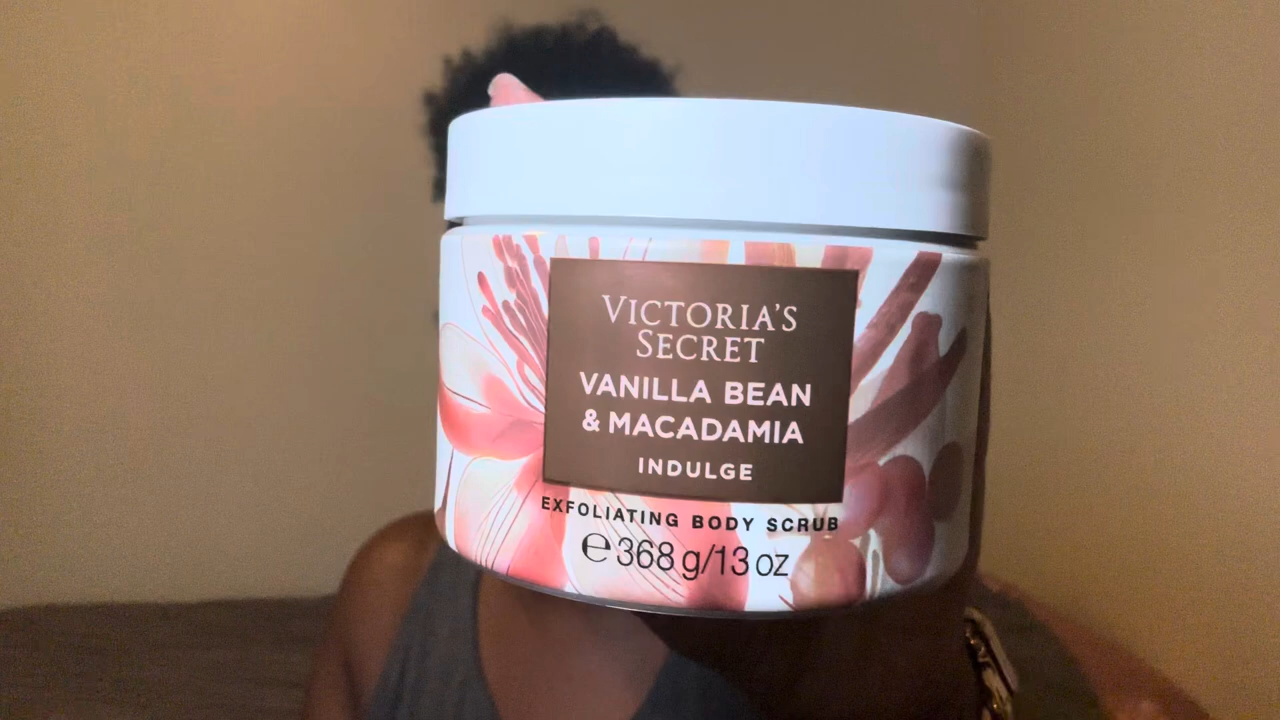 VICTORIA'S
SECRET
VANILLA BEAN
& MACADAMIA
INDULGE
EXFOLIATING BODY SCRUB
℮368 g/13 oz